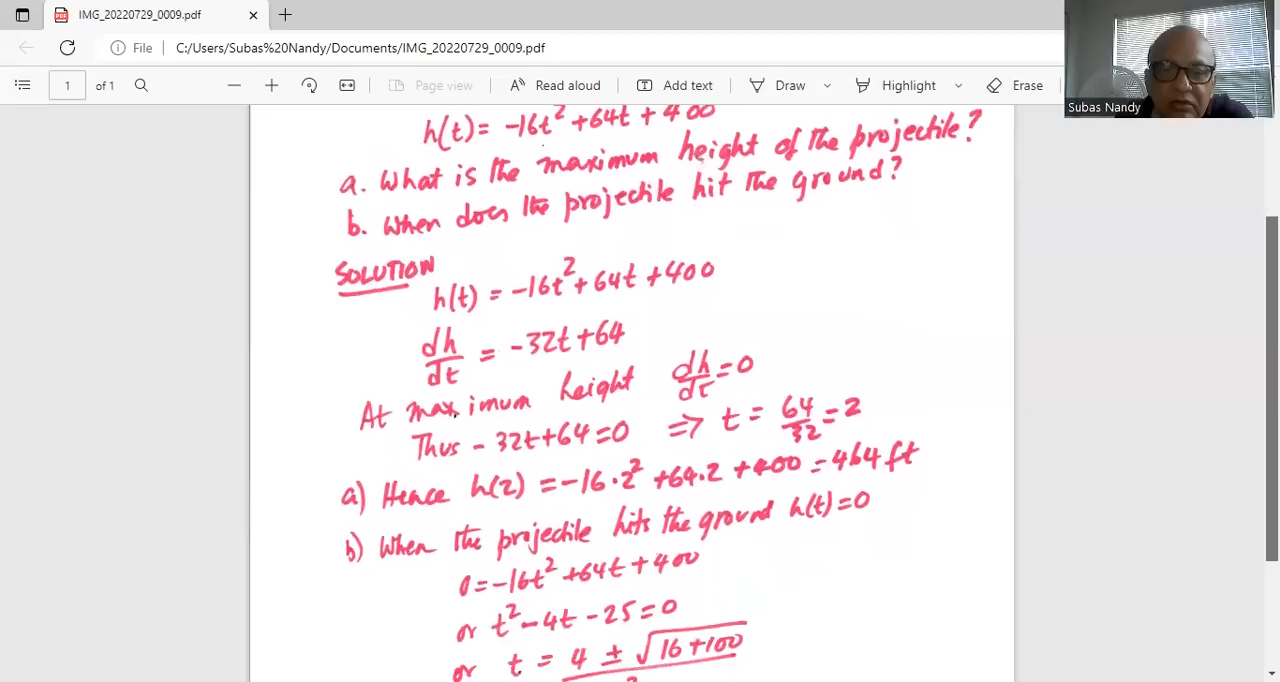 IMG_20220729_0009.pdf
File C:/Users/Subas%20Nandy/Documents/IMG_20220729_0009.pdf
1 of 1 Page view Read aloud Add text Draw Highlight Erase
Subas Nandy
h(t) = -16t² + 64t + 400
a. What is the maximum height of the projectile?
b. When does the projectile hit the ground?
SOLUTION
h(t) = -16t² + 64t + 400
dh/dt = -32t + 64
At maximum height dh/dt = 0
Thus -32t + 64 = 0 ⇒ t = 64/32 = 2
a) Hence h(2) = -16·2² + 64·2 + 400 = 464 ft
b) When the projectile hits the ground h(t) = 0
0 = -16t² + 64t + 400
or t² - 4t - 25 = 0
or t = 4 ± √16 + 100